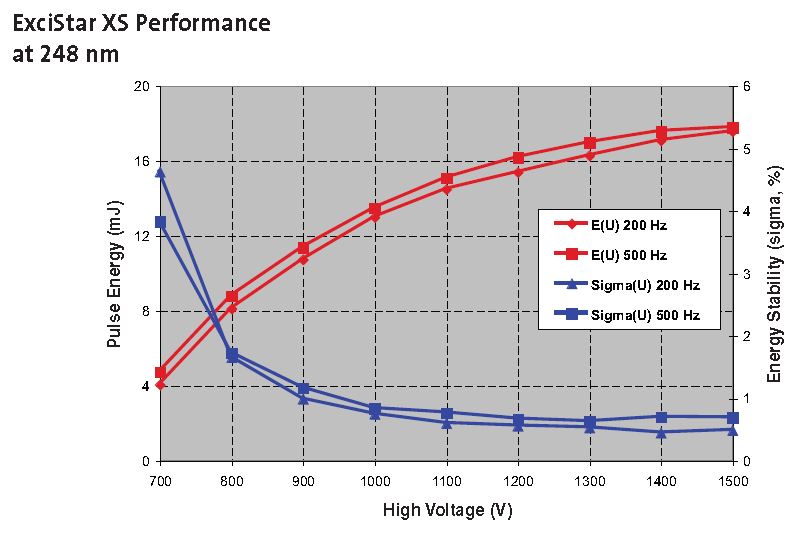 ExciStar XS Performance
at 248 nm
20
16
12
8
4
0
Pulse Energy (mJ)
6
5
4
3
2
1
0
Energy Stability (sigma, %)
E(U) 200 Hz
E(U) 500 Hz
Sigma(U) 200 Hz
Sigma(U) 500 Hz
700 800 900 1000 1100 1200 1300 1400 1500
High Voltage (V)